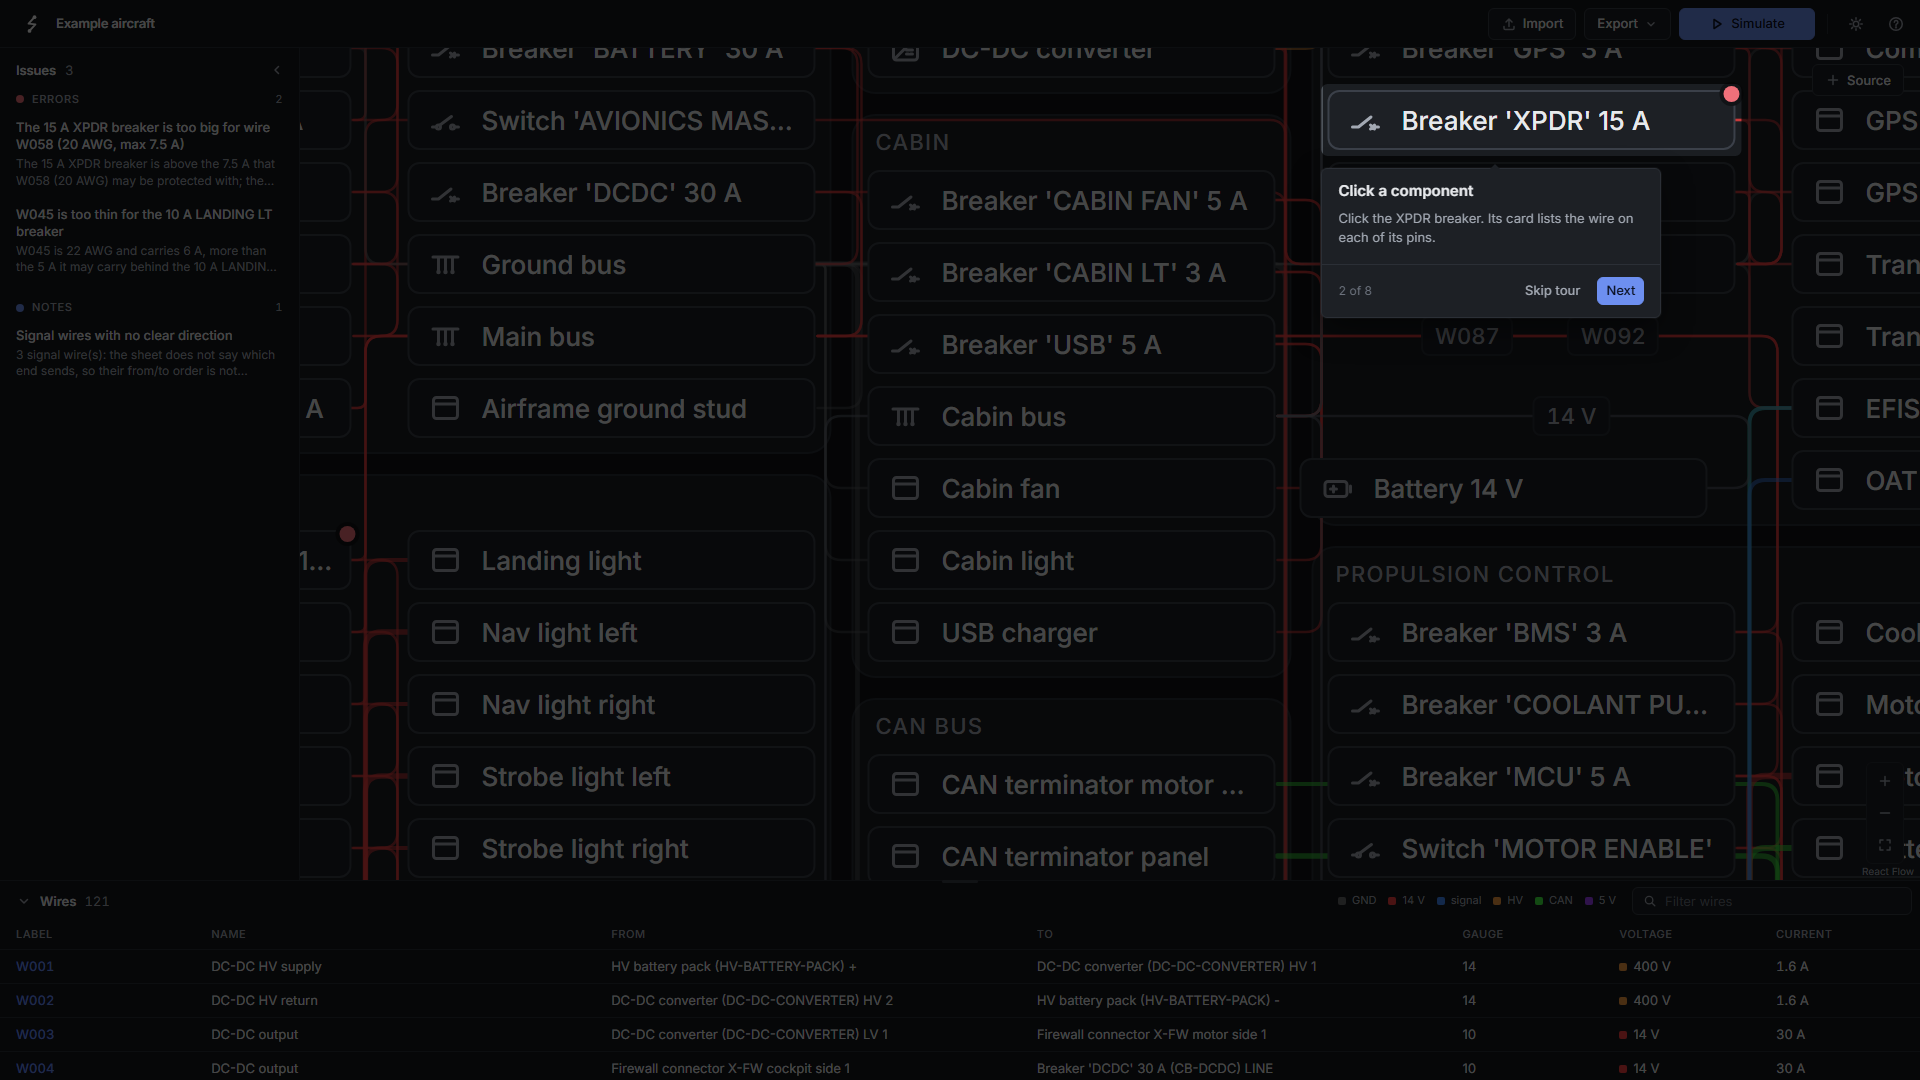 Example aircraft
Import
Export
Simulate
Issues 3
ERRORS 2
The 15 A XPDR breaker is too big for wire
W058 (20 AWG, max 7.5 A)
The 15 A XPDR breaker is above the 7.5 A that
W058 (20 AWG) may be protected with; the...
W045 is too thin for the 10 A LANDING LT
breaker
W045 is 22 AWG and carries 6 A, more than
the 5 A it may carry behind the 10 A LANDIN...
NOTES 1
Signal wires with no clear direction
3 signal wire(s): the sheet does not say which
end sends, so their from/to order is not...
A
1...
Breaker 'BATTERY' 30 A
Switch 'AVIONICS MAS...
Breaker 'DCDC' 30 A
Ground bus
Main bus
Airframe ground stud
Landing light
Nav light left
Nav light right
Strobe light left
Strobe light right
DC-DC converter
CABIN
Breaker 'CABIN FAN' 5 A
Breaker 'CABIN LT' 3 A
Breaker 'USB' 5 A
Cabin bus
Cabin fan
Cabin light
USB charger
CAN BUS
CAN terminator motor ...
CAN terminator panel
Breaker 'GPS' 3 A
Breaker 'XPDR' 15 A
Click a component
Click the XPDR breaker. Its card lists the wire on
each of its pins.
2 of 8
Skip tour
Next
W087
W092
14 V
Battery 14 V
PROPULSION CONTROL
Breaker 'BMS' 3 A
Breaker 'COOLANT PU...
Breaker 'MCU' 5 A
Switch 'MOTOR ENABLE'
Source
GPS
GPS
Tran
Tran
EFIS
OAT
Cool
Moto
React Flow
Wires 121
GND
14 V
signal
HV
CAN
5 V
Filter wires
LABEL NAME FROM TO GAUGE VOLTAGE CURRENT
W001 DC-DC HV supply HV battery pack (HV-BATTERY-PACK) + DC-DC converter (DC-DC-CONVERTER) HV 1 14 400 V 1.6 A
W002 DC-DC HV return DC-DC converter (DC-DC-CONVERTER) HV 2 HV battery pack (HV-BATTERY-PACK) - 14 400 V 1.6 A
W003 DC-DC output DC-DC converter (DC-DC-CONVERTER) LV 1 Firewall connector X-FW motor side 1 10 14 V 30 A
W004 DC-DC output Firewall connector X-FW cockpit side 1 Breaker 'DCDC' 30 A (CB-DCDC) LINE 10 14 V 30 A